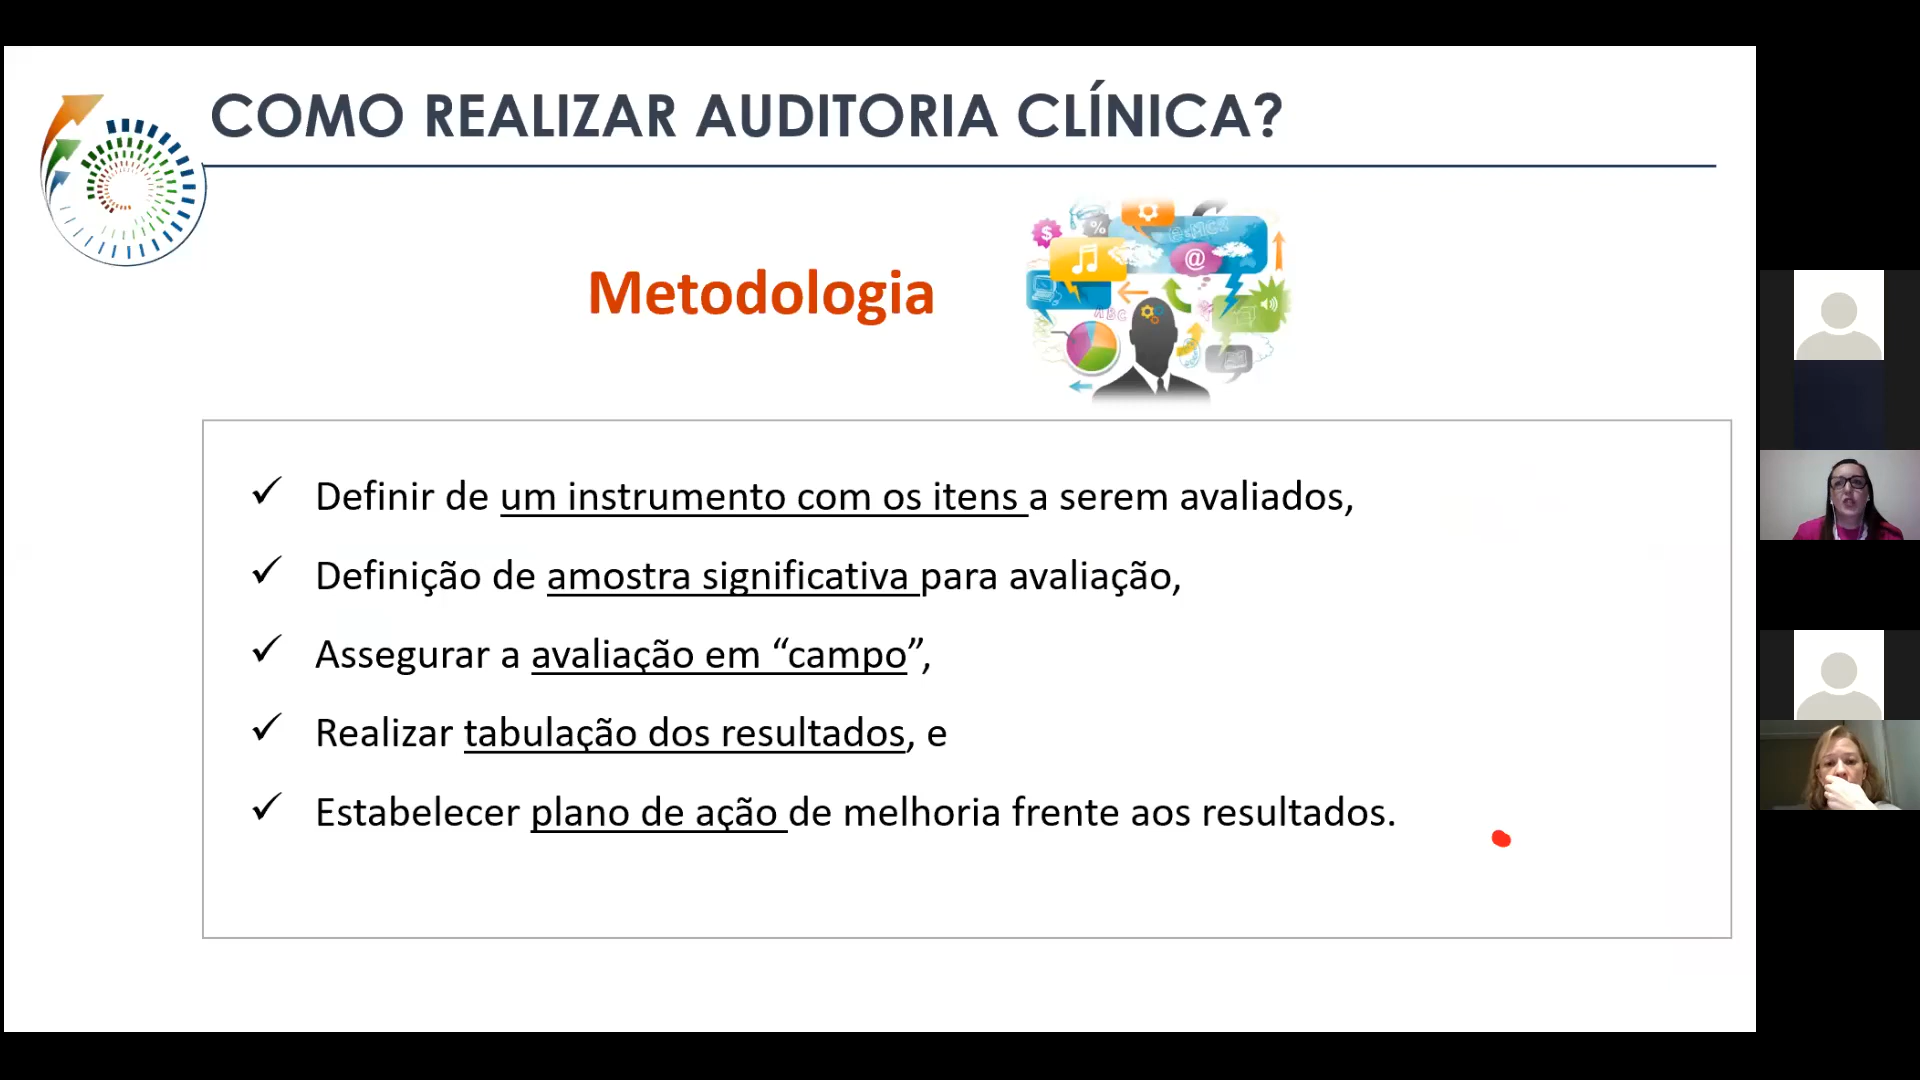 COMO REALIZAR AUDITORIA CLÍNICA?
Metodologia
$
%
@
ABC
✓ Definir de um instrumento com os itens a serem avaliados,
✓ Definição de amostra significativa para avaliação,
✓ Assegurar a avaliação em “campo”,
✓ Realizar tabulação dos resultados, e
✓ Estabelecer plano de ação de melhoria frente aos resultados.